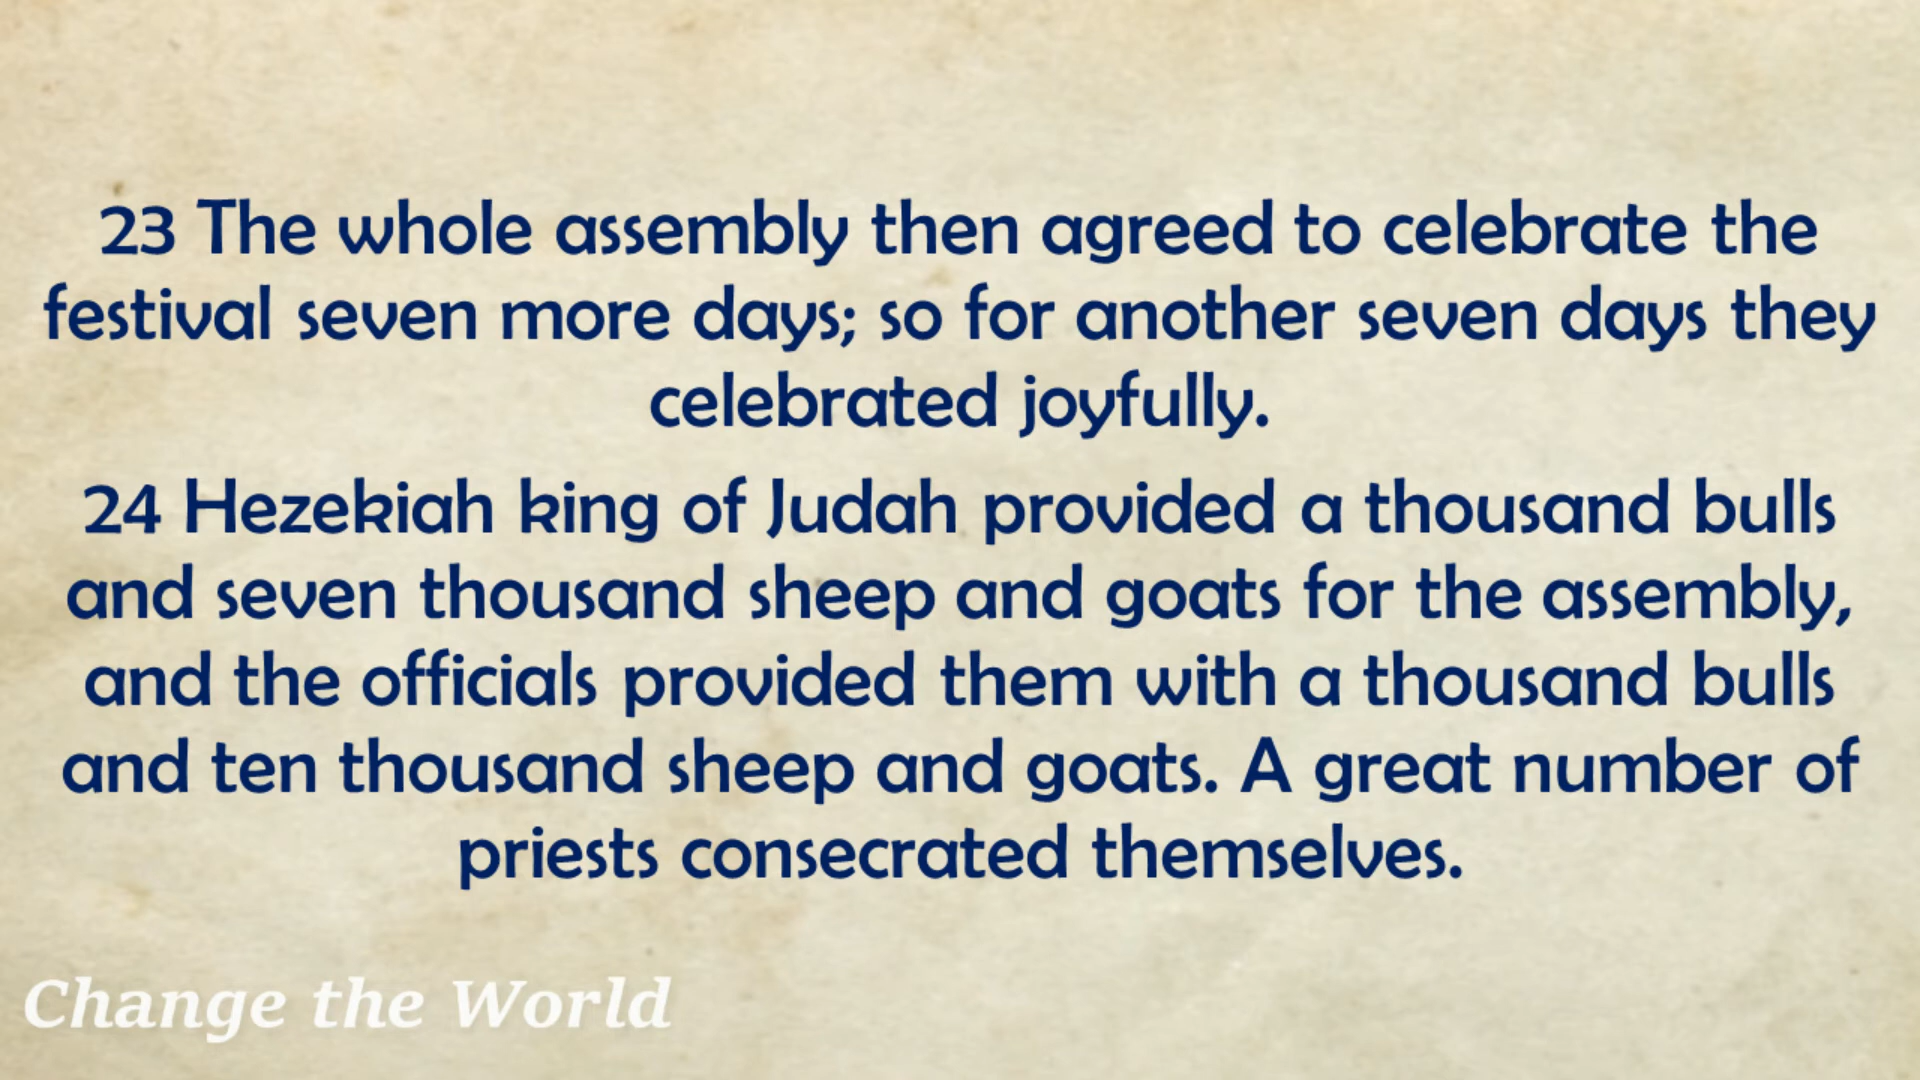 23 The whole assembly then agreed to celebrate the
festival seven more days; so for another seven days they
celebrated joyfully.
24 Hezekiah king of Judah provided a thousand bulls
and seven thousand sheep and goats for the assembly,
and the officials provided them with a thousand bulls
and ten thousand sheep and goats. A great number of
priests consecrated themselves.
Change the World